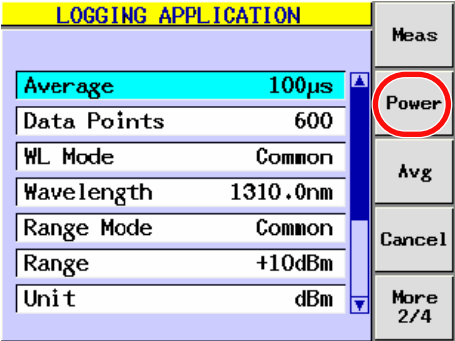 LOGGING APPLICATION
Average 100µs
Data Points 600
WL Mode Common
Wavelength 1310.0nm
Range Mode Common
Range +10dBm
Unit dBm
Meas
Power
Avg
Cancel
More
2/4